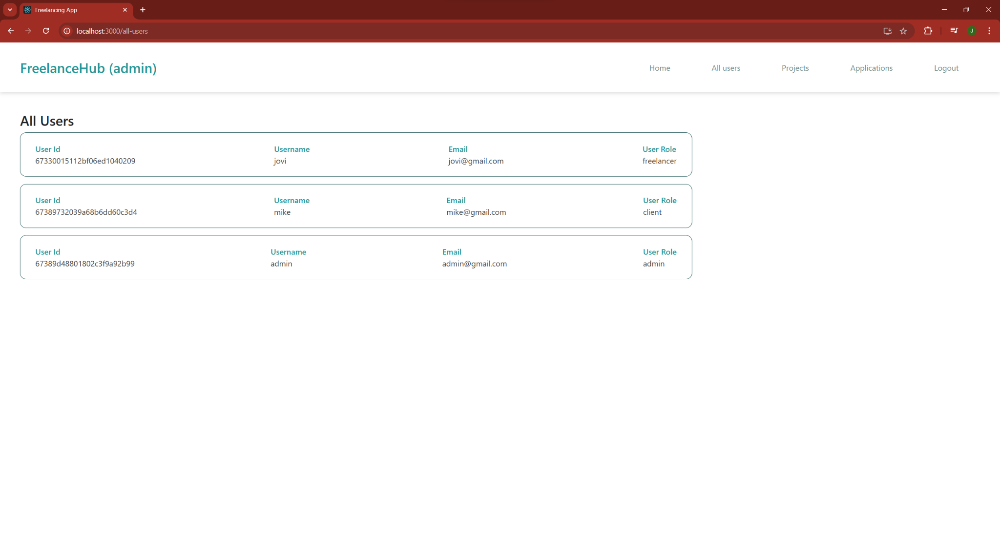 Freelancing App
localhost:3000/all-users
J
FreelanceHub (admin)
Home All users Projects Applications Logout
All Users
User Id Username Email User Role
67330015112bf06ed1040209 jovi jovi@gmail.com freelancer
User Id Username Email User Role
67389732039a68b6dd60c3d4 mike mike@gmail.com client
User Id Username Email User Role
67389d48801802c3f9a92b99 admin admin@gmail.com admin